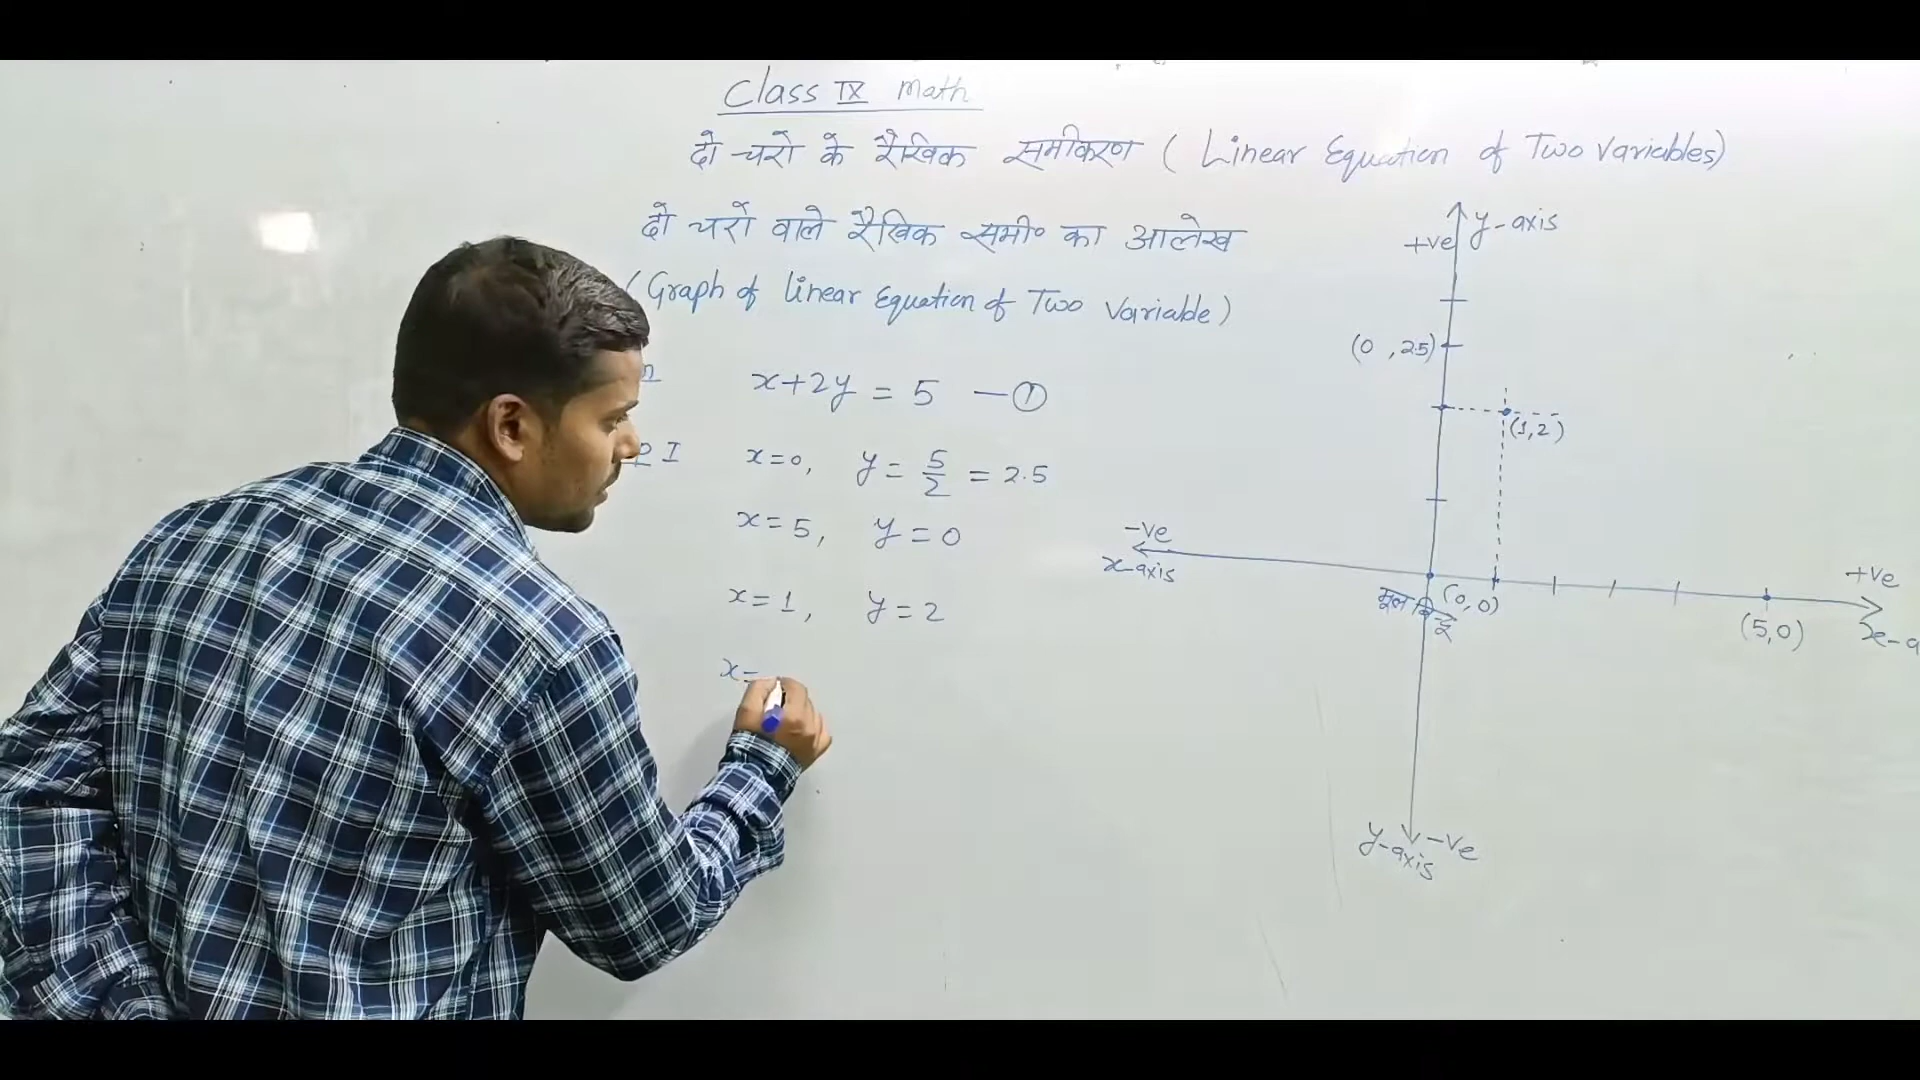 Class IX Math
दो चरो के रैखिक समीकरण ( Linear Equation of Two Variables)
दो चरों वाले रैखिक समी० का आलेख
(Graph of linear Equation of Two Variable)
x+2y = 5 —①
I x=0, y = 5/2 = 2.5
x=5, y=0
x=1, y=2
x=
+ve y-axis
(0 ,2.5)
(1,2)
-ve
x-axis
(0,0)
मूल बिंदु
+ve
(5,0)
x-a
y-axis -ve